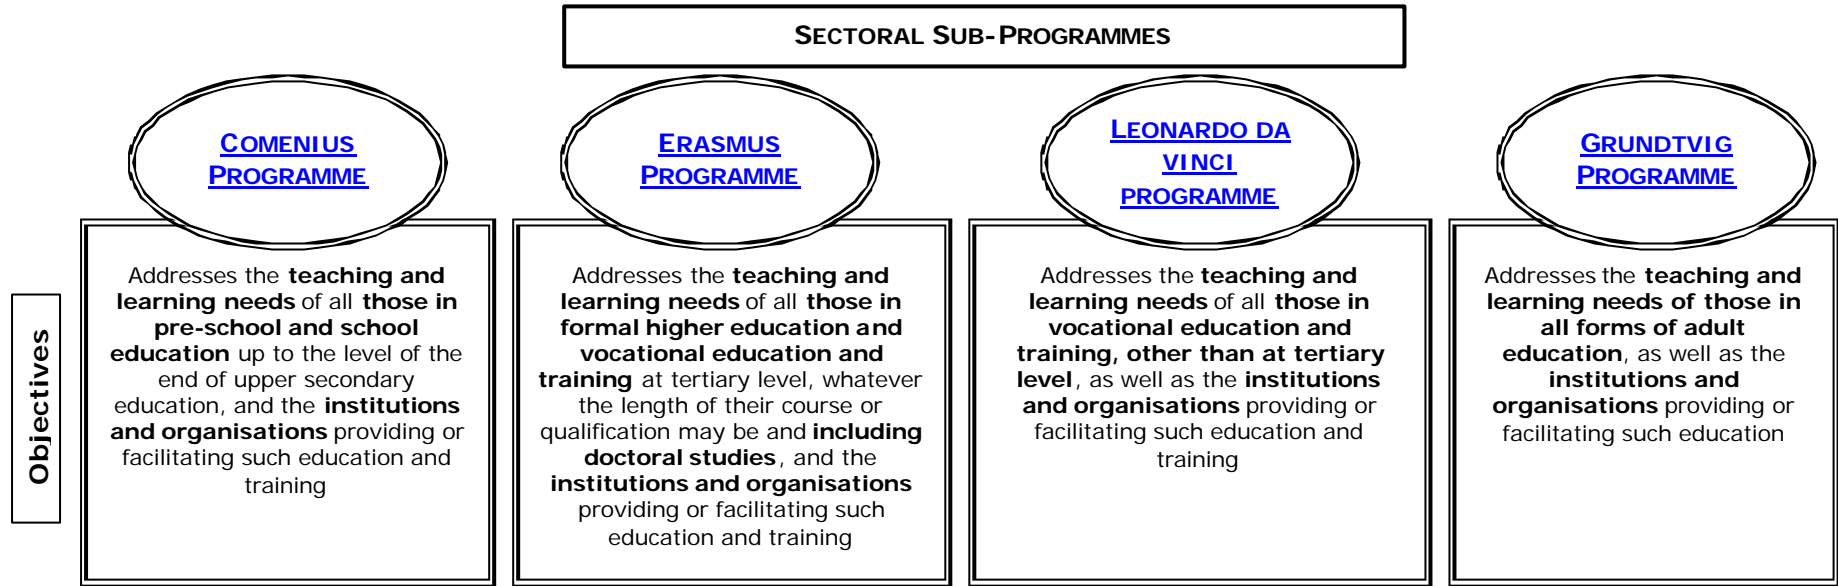 SECTORAL SUB-PROGRAMMES
COMENIUS
PROGRAMME
ERASMUS
PROGRAMME
LEONARDO DA
VINCI
PROGRAMME
GRUNDTVIG
PROGRAMME
Objectives
Addresses the teaching and
learning needs of all those in
pre-school and school
education up to the level of the
end of upper secondary
education, and the institutions
and organisations providing or
facilitating such education and
training
Addresses the teaching and
learning needs of all those in
formal higher education and
vocational education and
training at tertiary level, whatever
the length of their course or
qualification may be and including
doctoral studies, and the
institutions and organisations
providing or facilitating such
education and training
Addresses the teaching and
learning needs of all those in
vocational education and
training, other than at tertiary
level, as well as the institutions
and organisations providing or
facilitating such education and
training
Addresses the teaching and
learning needs of those in
all forms of adult
education, as well as the
institutions and
organisations providing or
facilitating such education